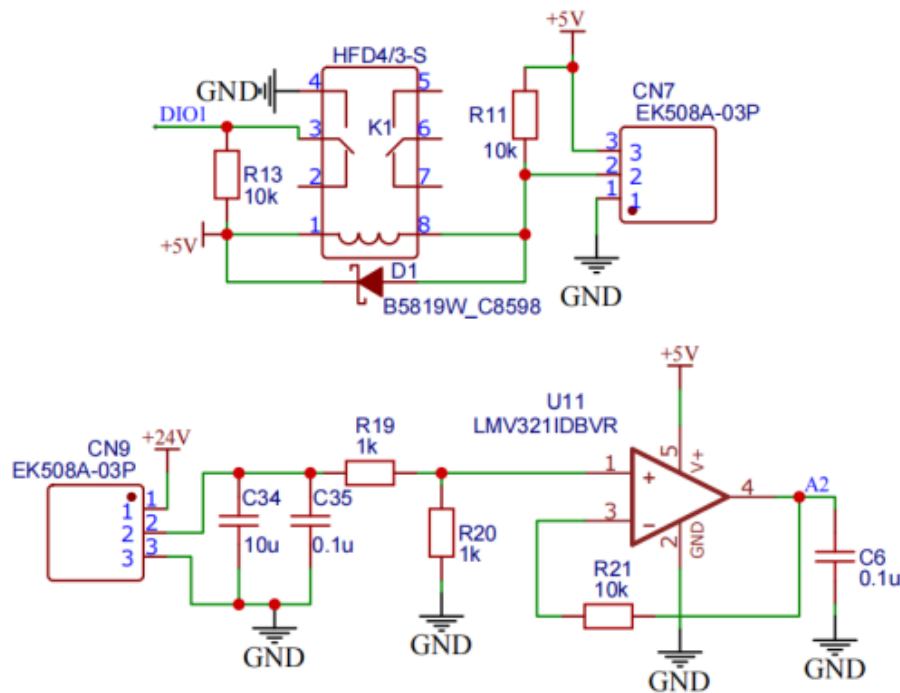 +5V
HFD4/3-S
CN7
EK508A-03P
GND
4
5
DIO1
R11
10k
3
K1
6
3
3
R13
10k
2
7
2
2
1
1
+5V
1
8
D1
B5819W_C8598
GND
+5V
U11
LMV321IDBVR
R19
1k
+24V
CN9
EK508A-03P
1
5
V+
4
A2
1
1
C34
C35
+
2
2
10u
0.1u
R20
1k
3
−
2
GND
3
3
R21
10k
C6
0.1u
GND
GND
GND
GND